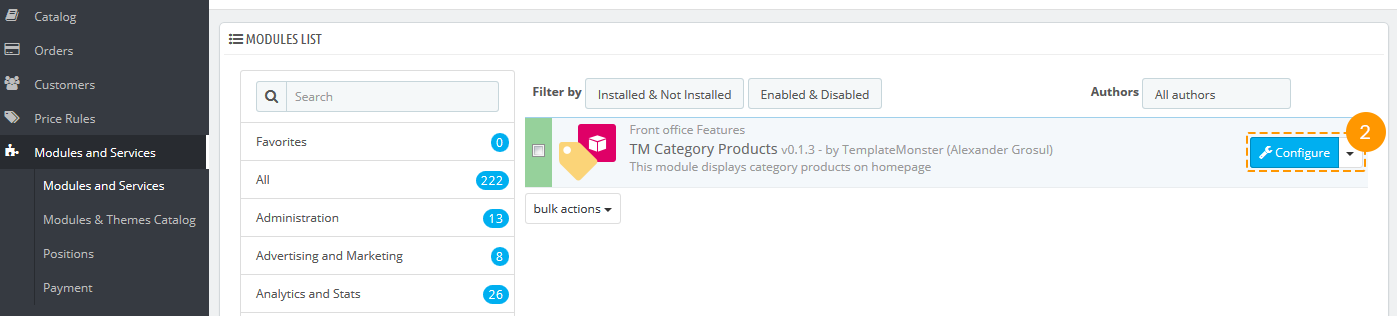 Catalog
Orders
Customers
Price Rules
Modules and Services
Modules and Services
Modules & Themes Catalog
Positions
Payment
MODULES LIST
Search
Favorites 0
All 222
Administration 13
Advertising and Marketing 8
Analytics and Stats 26
Filter by Installed & Not Installed Enabled & Disabled Authors All authors
Front office Features
TM Category Products v0.1.3 - by TemplateMonster (Alexander Grosul)
This module displays category products on homepage
Configure
2
bulk actions